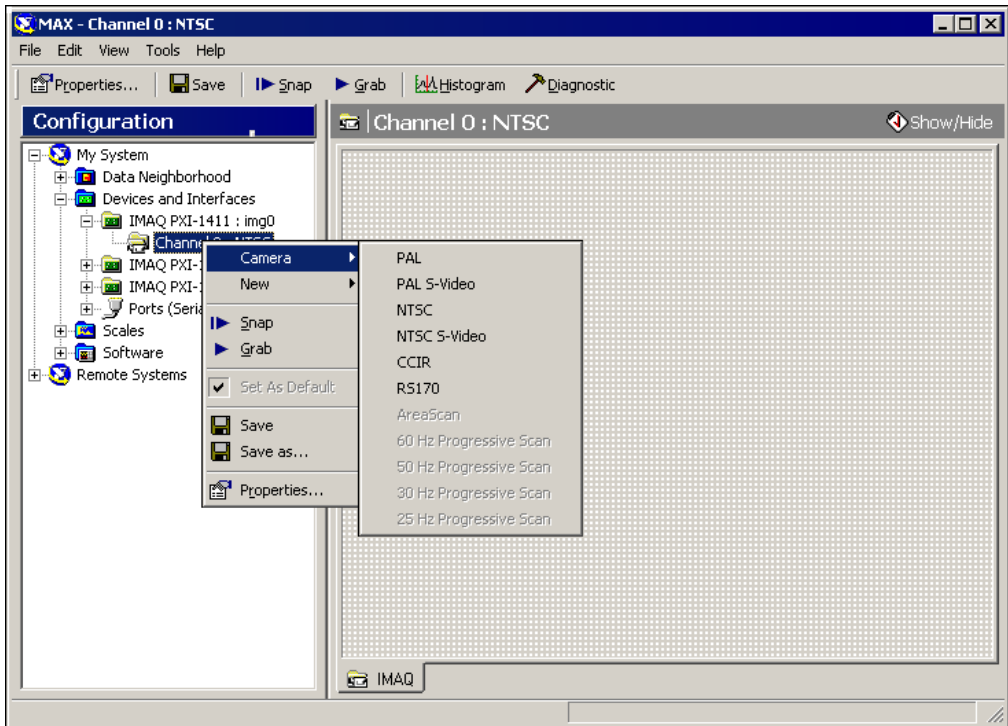 MAX - Channel 0 : NTSC
File Edit View Tools Help
Properties... Save Snap Grab Histogram Diagnostic
Configuration
Channel 0 : NTSC
Show/Hide
My System
Data Neighborhood
Devices and Interfaces
IMAQ PXI-1411 : img0
Channel
IMAQ PXI-
IMAQ PXI-
Ports (Seria
Scales
Software
Remote Systems
Camera
New
Snap
Grab
Set As Default
Save
Save as...
Properties...
PAL
PAL S-Video
NTSC
NTSC S-Video
CCIR
RS170
AreaScan
60 Hz Progressive Scan
50 Hz Progressive Scan
30 Hz Progressive Scan
25 Hz Progressive Scan
IMAQ